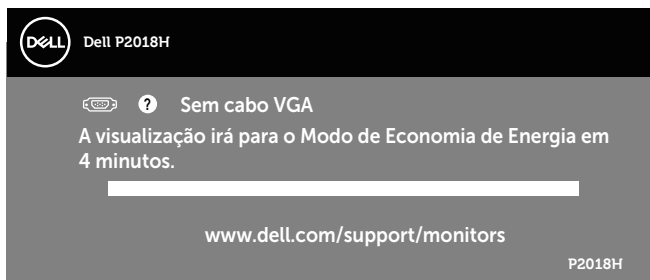 DELL
Dell P2018H
? Sem cabo VGA
A visualização irá para o Modo de Economia de Energia em
4 minutos.
www.dell.com/support/monitors
P2018H